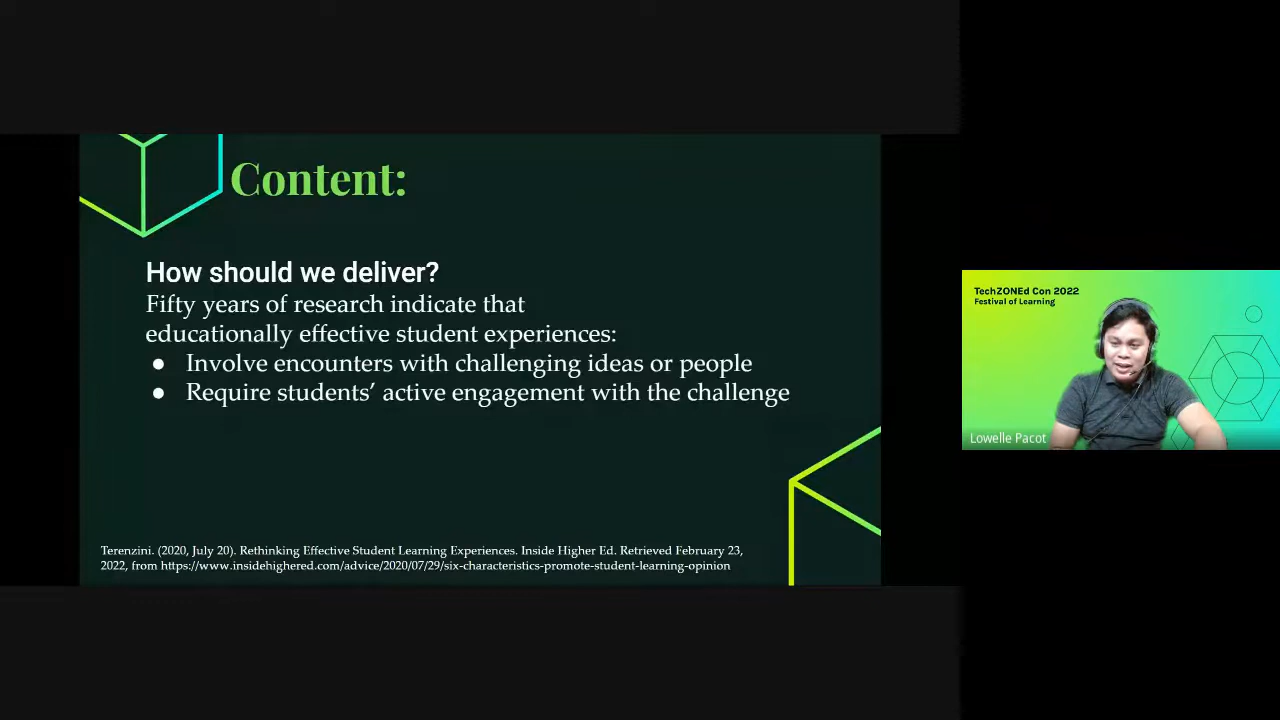 Content:
How should we deliver?
Fifty years of research indicate that
educationally effective student experiences:
● Involve encounters with challenging ideas or people
● Require students’ active engagement with the challenge
Terenzini. (2020, July 20). Rethinking Effective Student Learning Experiences. Inside Higher Ed. Retrieved February 23,
2022, from https://www.insidehighered.com/advice/2020/07/29/six-characteristics-promote-student-learning-opinion
TechZONEd Con 2022
Festival of Learning
Lowelle Pacot